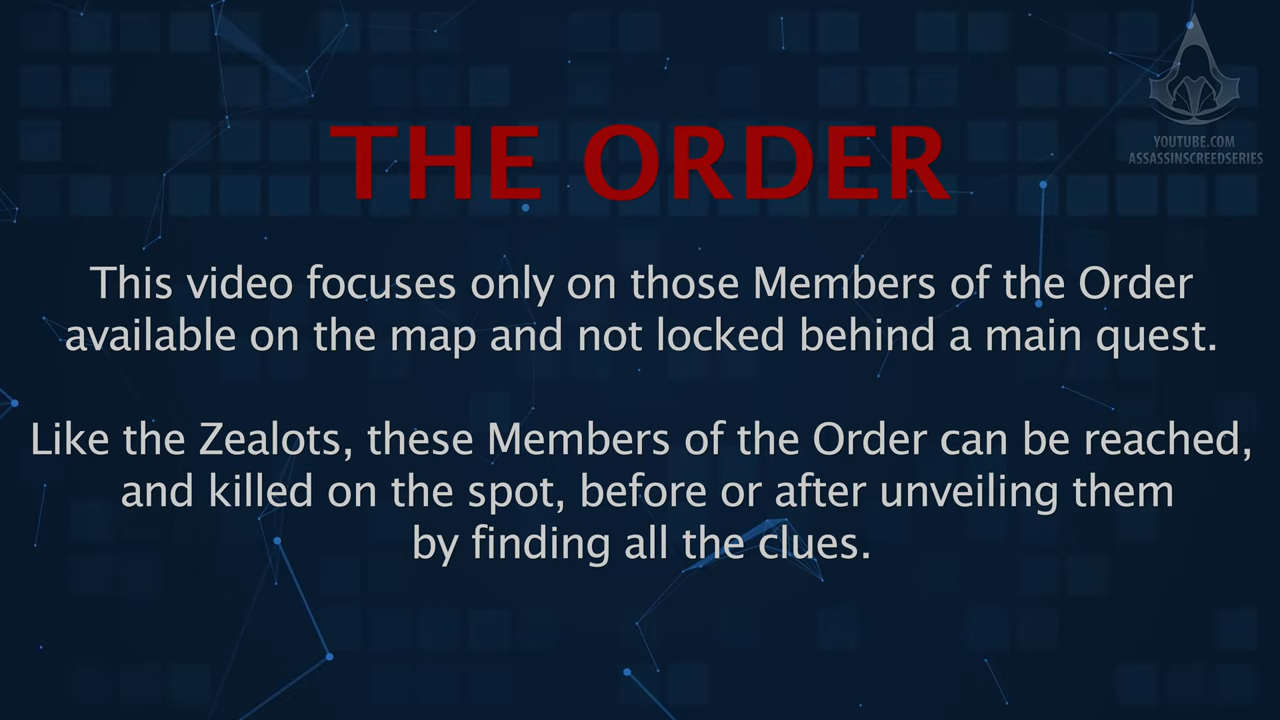 YOUTUBE.COM
ASSASSINSCREEDSERIES
THE ORDER
This video focuses only on those Members of the Order
available on the map and not locked behind a main quest.
Like the Zealots, these Members of the Order can be reached,
and killed on the spot, before or after unveiling them
by finding all the clues.